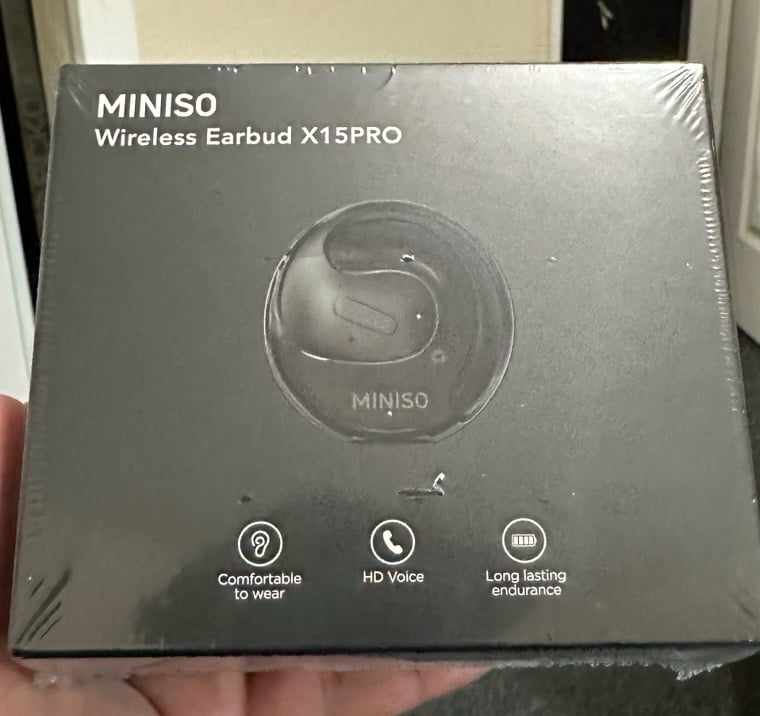 MINISO
Wireless Earbud X15PRO
MINISO
Comfortable
to wear
HD Voice
Long lasting
endurance